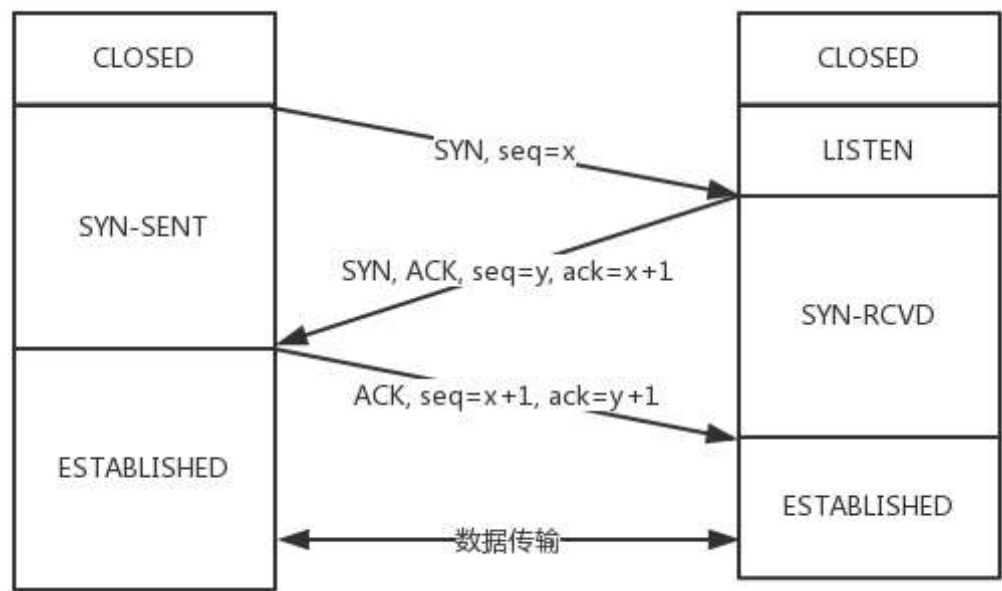 CLOSED
CLOSED
SYN, seq=x
LISTEN
SYN-SENT
SYN, ACK, seq=y, ack=x+1
SYN-RCVD
ACK, seq=x+1, ack=y+1
ESTABLISHED
ESTABLISHED
数据传输